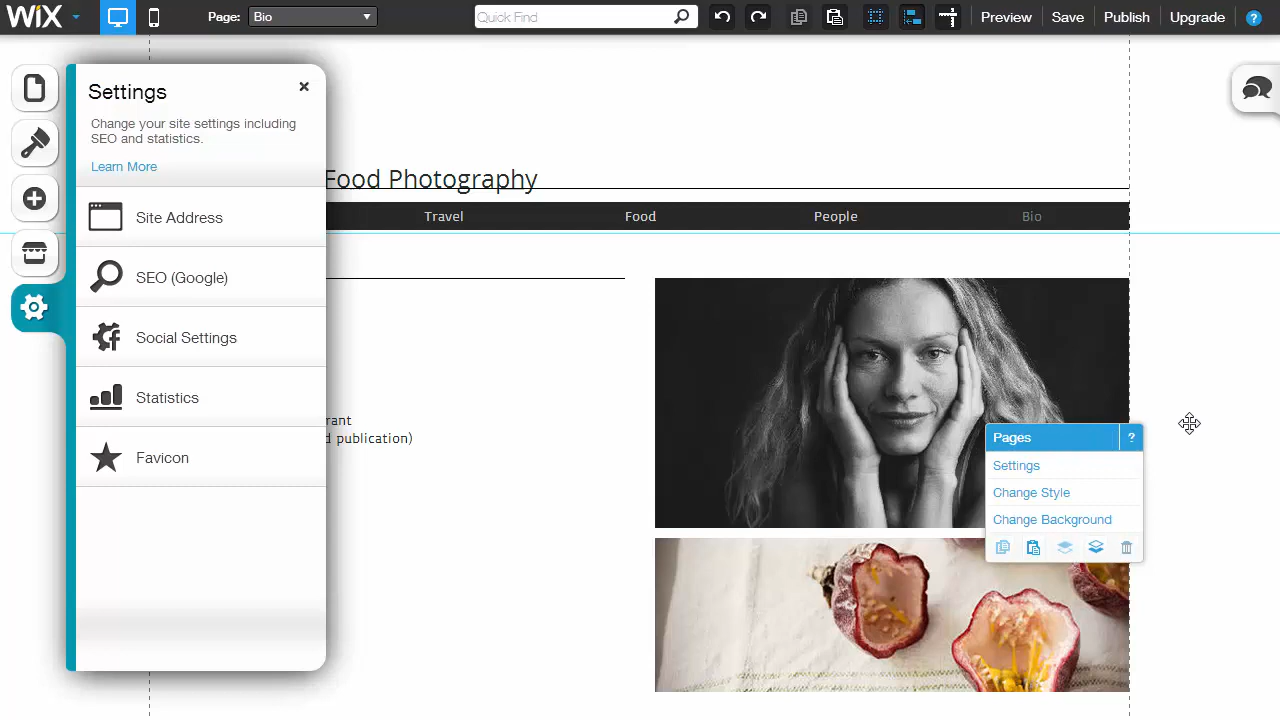 WiX
Page: Bio
Quick Find
Preview
Save
Publish
Upgrade
?
Settings
Change your site settings including
SEO and statistics.
Learn More
Site Address
SEO (Google)
Social Settings
Statistics
Favicon
Food Photography
Travel
Food
People
Bio
rant
d publication)
Pages
?
Settings
Change Style
Change Background